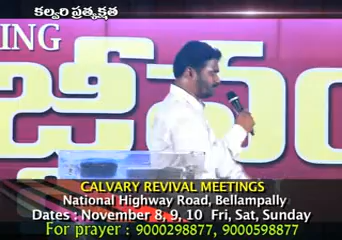 కల్వరి ప్రత్యక్షత
ING
CALVARY REVIVAL MEETINGS
National Highway Road, Bellampally
Dates : November 8, 9, 10 Fri, Sat, Sunday
For prayer : 9000298877, 9000598877